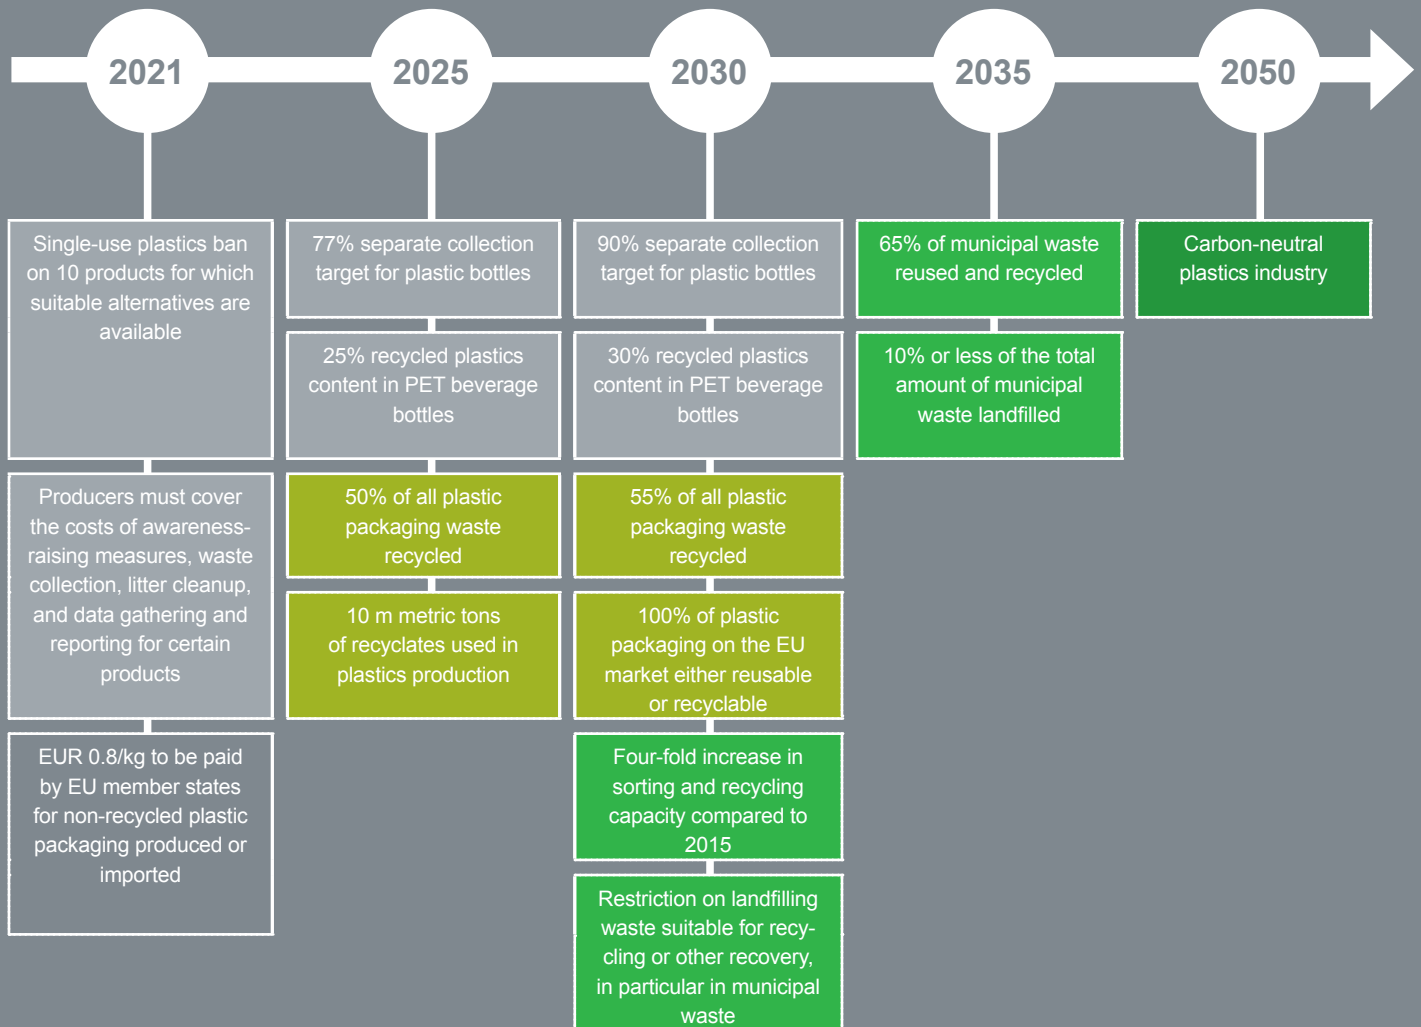 2021
2025
2030
2035
2050
Single-use plastics ban
on 10 products for which
suitable alternatives are
available
Producers must cover
the costs of awareness-
raising measures, waste
collection, litter cleanup,
and data gathering and
reporting for certain
products
EUR 0.8/kg to be paid
by EU member states
for non-recycled plastic
packaging produced or
imported
77% separate collection
target for plastic bottles
25% recycled plastics
content in PET beverage
bottles
50% of all plastic
packaging waste
recycled
10 m metric tons
of recyclates used in
plastics production
90% separate collection
target for plastic bottles
30% recycled plastics
content in PET beverage
bottles
55% of all plastic
packaging waste
recycled
100% of plastic
packaging on the EU
market either reusable
or recyclable
Four-fold increase in
sorting and recycling
capacity compared to
2015
Restriction on landfilling
waste suitable for recy-
cling or other recovery,
in particular in municipal
waste
65% of municipal waste
reused and recycled
10% or less of the total
amount of municipal
waste landfilled
Carbon-neutral
plastics industry